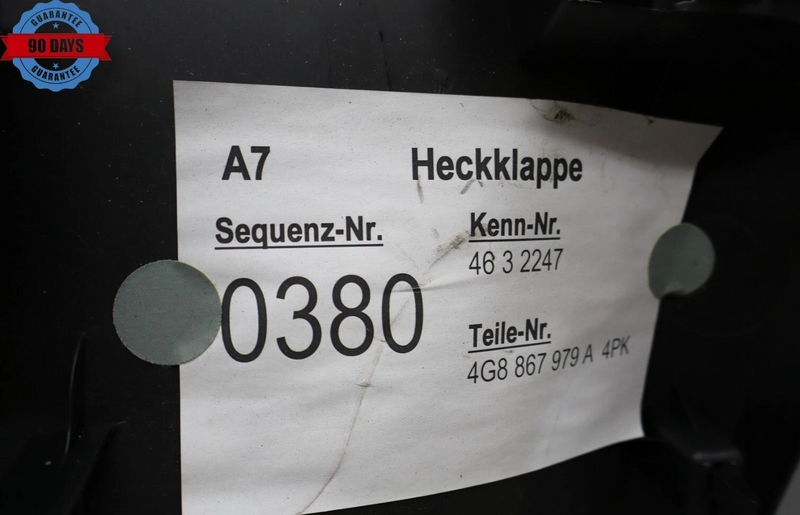 GUARANTEE
90 DAYS
GUARANTEE
A7 Heckklappe
Sequenz-Nr. Kenn-Nr.
0380 46 3 2247
Teile-Nr.
4G8 867 979 A 4PK